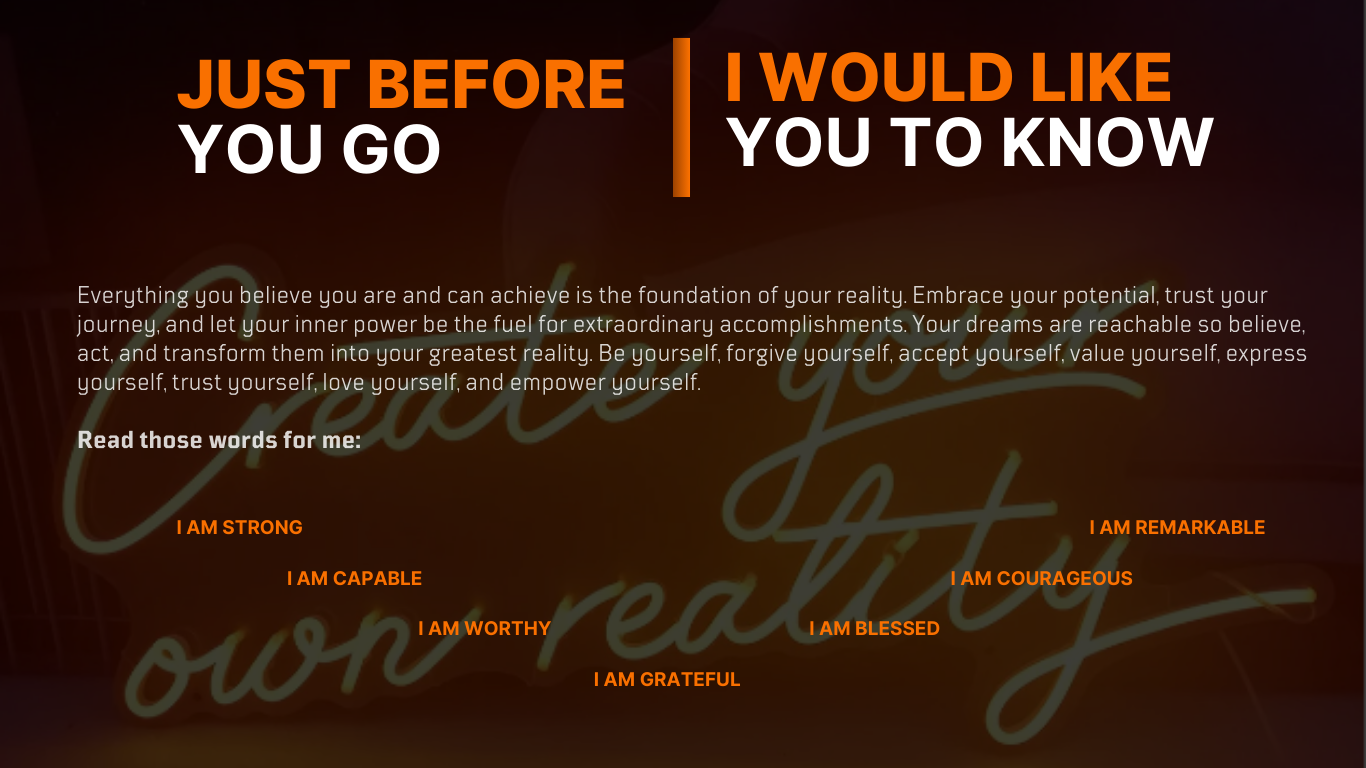 JUST BEFORE
YOU GO
I WOULD LIKE
YOU TO KNOW
Everything you believe you are and can achieve is the foundation of your reality. Embrace your potential, trust your
journey, and let your inner power be the fuel for extraordinary accomplishments. Your dreams are reachable so believe,
act, and transform them into your greatest reality. Be yourself, forgive yourself, accept yourself, value yourself, express
yourself, trust yourself, love yourself, and empower yourself.
Read those words for me:
I AM STRONG
I AM REMARKABLE
I AM CAPABLE
I AM COURAGEOUS
I AM WORTHY
I AM BLESSED
I AM GRATEFUL
Create your
own reality